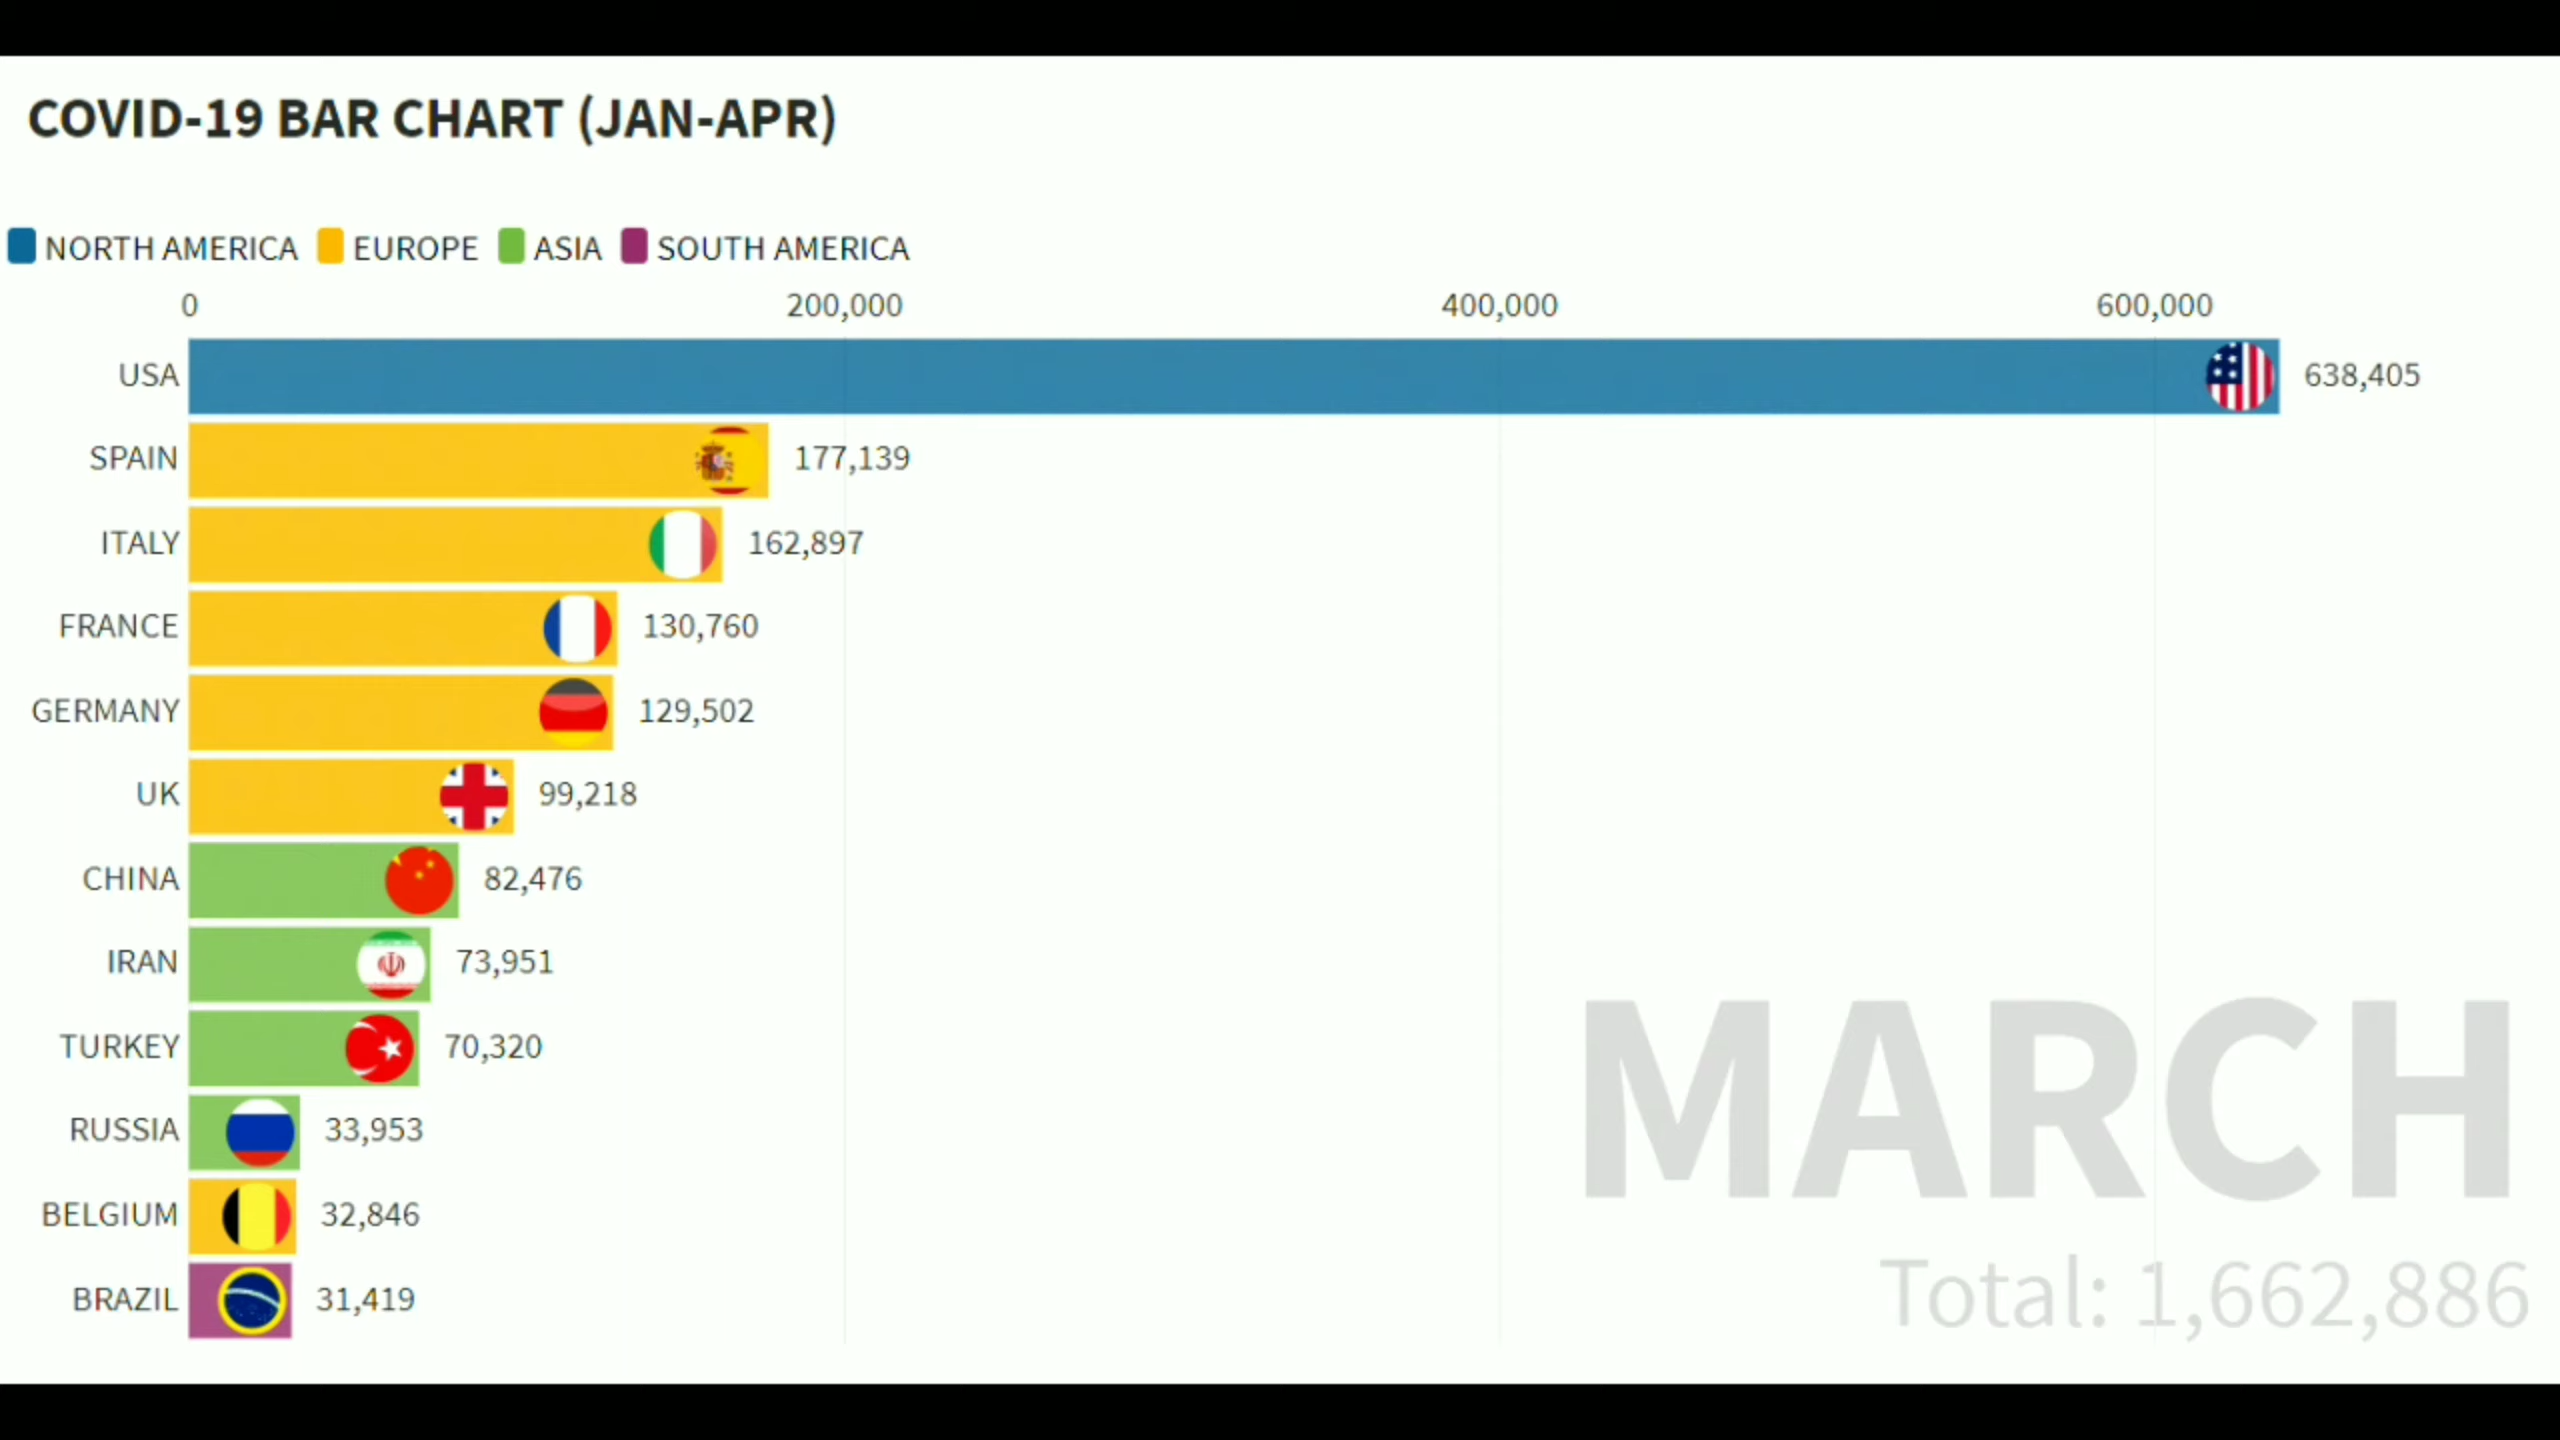 COVID-19 BAR CHART (JAN-APR)
NORTH AMERICA EUROPE ASIA SOUTH AMERICA
0 200,000 400,000 600,000
USA 638,405
SPAIN 177,139
ITALY 162,897
FRANCE 130,760
GERMANY 129,502
UK 99,218
CHINA 82,476
IRAN 73,951
TURKEY 70,320
RUSSIA 33,953
BELGIUM 32,846
BRAZIL 31,419
MARCH
Total: 1,662,886